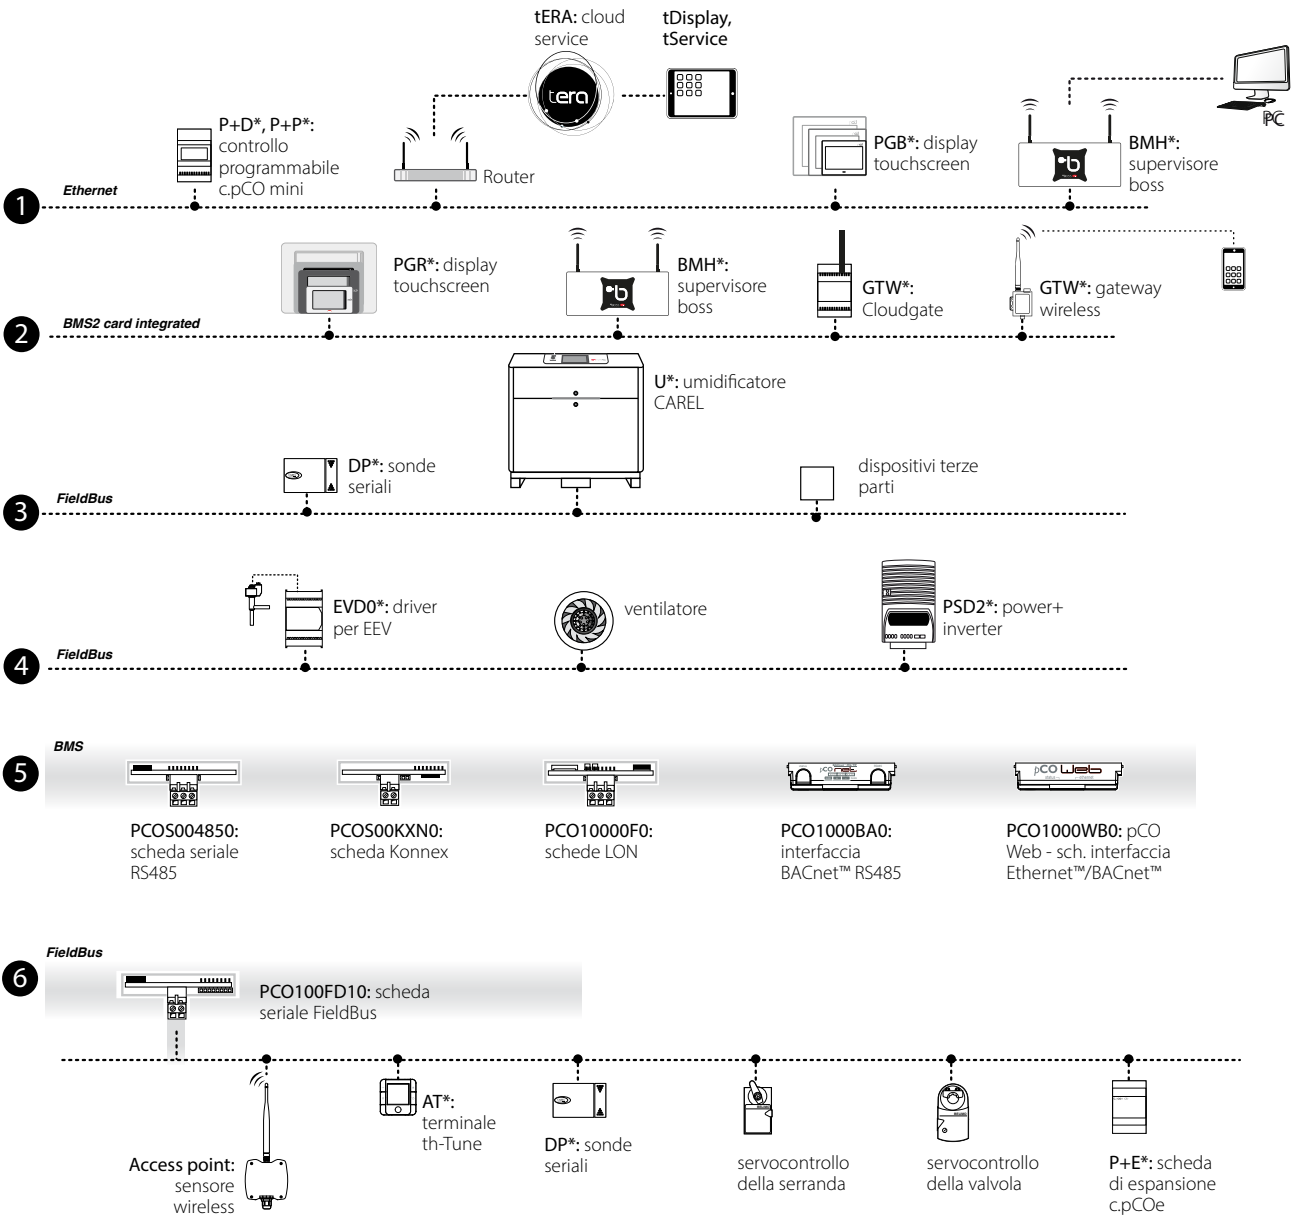 tERA: cloud
service
tDisplay,
tService
tera
PC
P+D*, P+P*:
controllo
programmabile
c.pCO mini
Router
PGB*: display
touchscreen
b
BMH*:
supervisore
boss
1
Ethernet
PGR*: display
touchscreen
b
BMH*:
supervisore
boss
GTW*:
Cloudgate
GTW*: gateway
wireless
2
BMS2 card integrated
U*: umidificatore
CAREL
DP*: sonde
seriali
dispositivi terze
parti
3
FieldBus
EVD0*: driver
per EEV
ventilatore
PSD2*: power+
inverter
4
FieldBus
BMS
5
pCO net
pCO Web
PCOS004850:
scheda seriale
RS485
PCOS00KXN0:
scheda Konnex
PCO10000F0:
schede LON
PCO1000BA0:
interfaccia
BACnet™ RS485
PCO1000WB0: pCO
Web - sch. interfaccia
Ethernet™/BACnet™
FieldBus
6
PCO100FD10: scheda
seriale FieldBus
Access point:
sensore
wireless
AT*:
terminale
th-Tune
DP*: sonde
seriali
servocontrollo
della serranda
servocontrollo
della valvola
P+E*: scheda
di espansione
c.pCOe